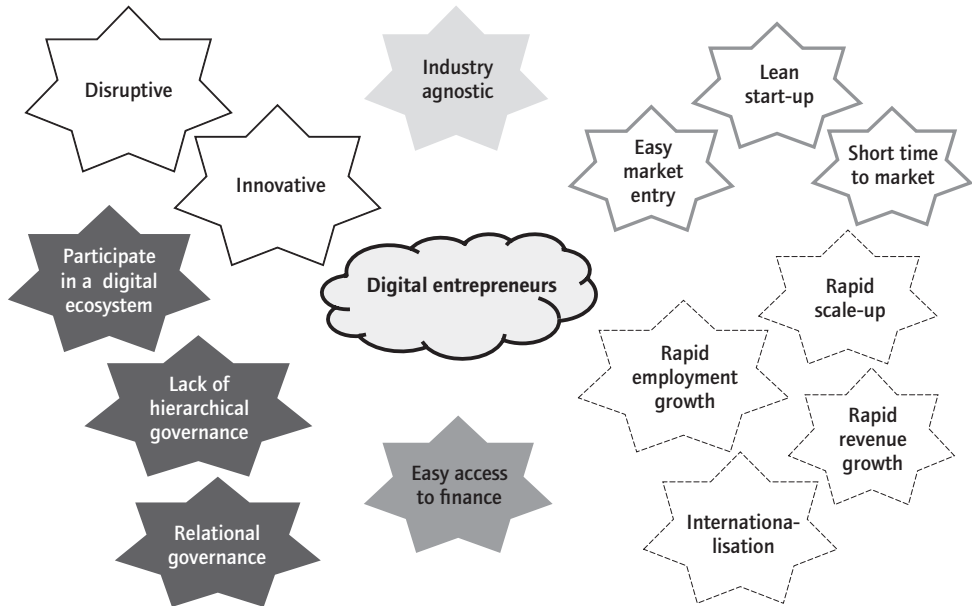 Disruptive
Innovative
Industry
agnostic
Lean
start-up
Easy
market
entry
Short time
to market
Participate
in a digital
ecosystem
Digital entrepreneurs
Rapid
scale-up
Rapid
employment
growth
Lack of
hierarchical
governance
Rapid
revenue
growth
Easy access
to finance
Relational
governance
Internationa-
lisation